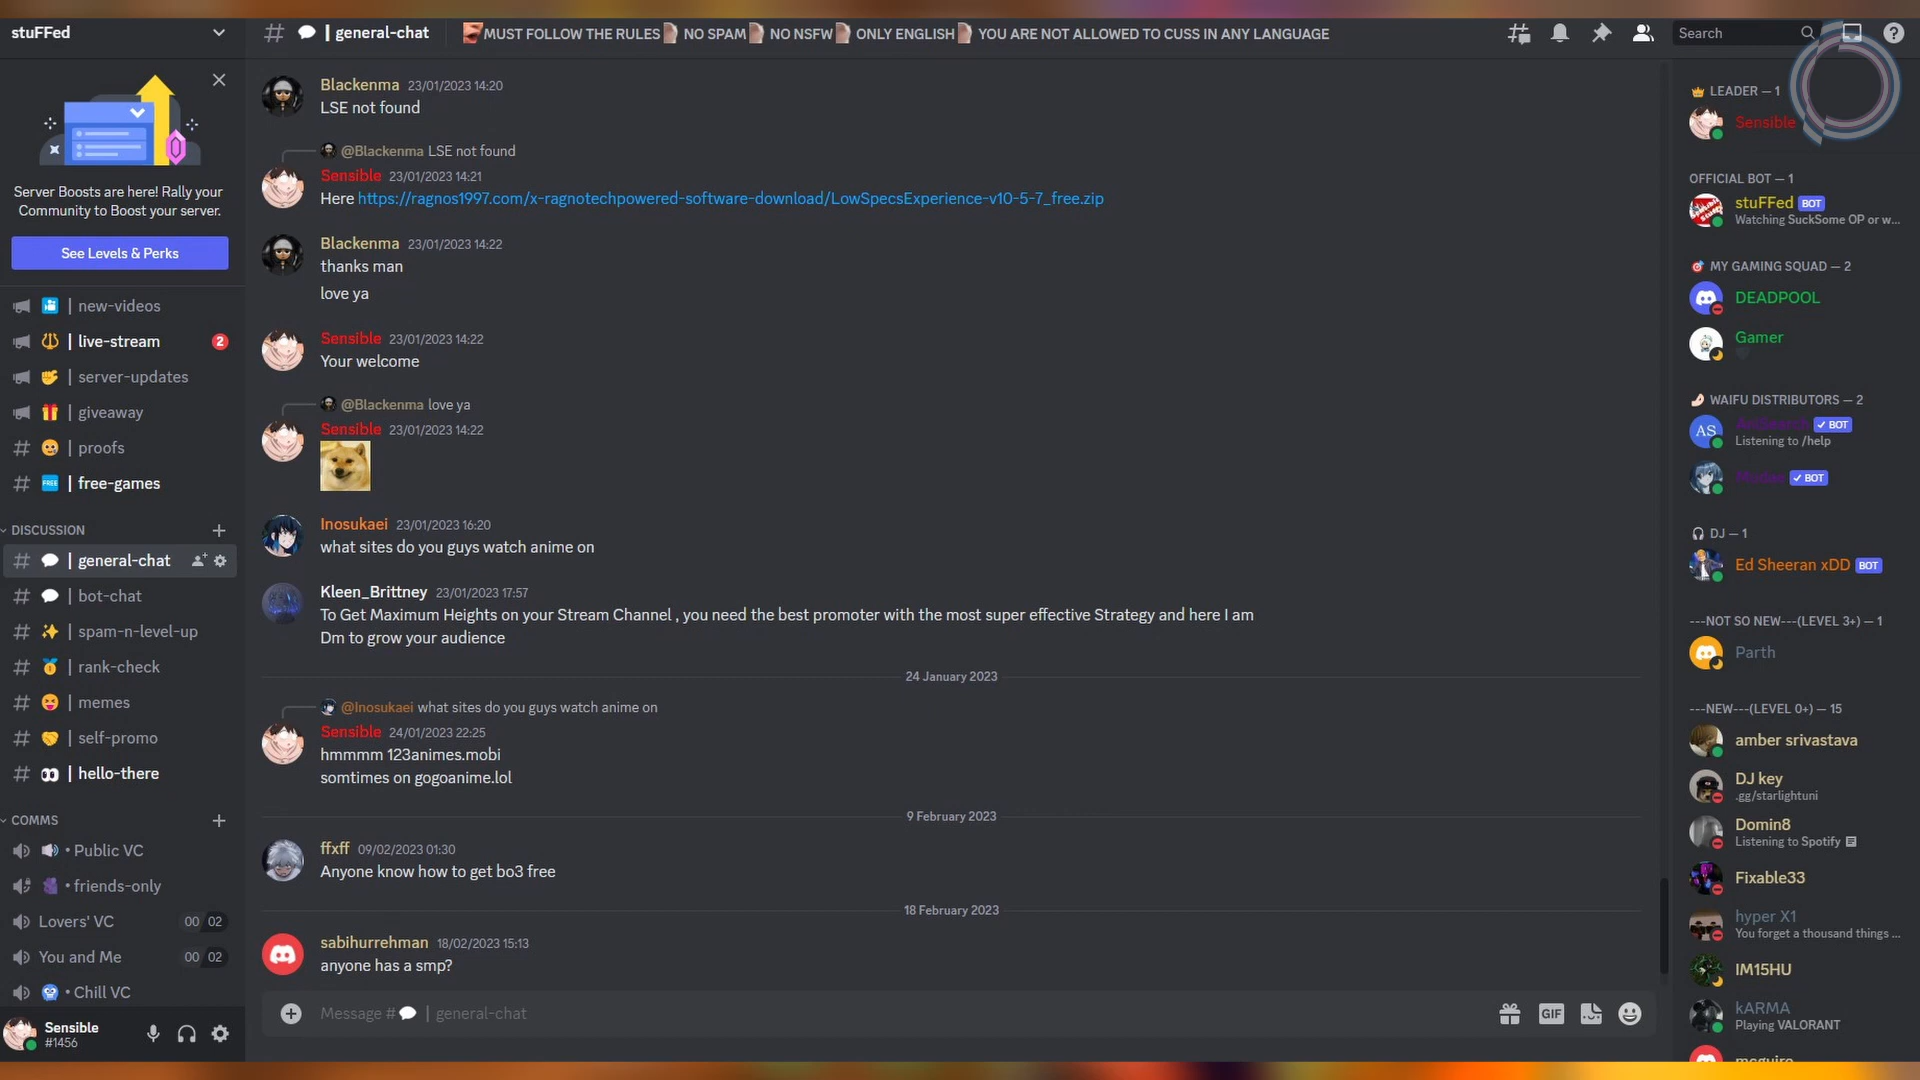 stuFFed
| general-chat
MUST FOLLOW THE RULES NO SPAM NO NSFW ONLY ENGLISH YOU ARE NOT ALLOWED TO CUSS IN ANY LANGUAGE
Search
Server Boosts are here! Rally your
Community to Boost your server.
See Levels & Perks
| new-videos
| live-stream 2
| server-updates
| giveaway
| proofs
FREE | free-games
DISCUSSION
| general-chat
| bot-chat
| spam-n-level-up
| rank-check
| memes
| self-promo
| hello-there
COMMS
• Public VC
• friends-only
Lovers' VC 00 02
You and Me 00 02
• Chill VC
Sensible
#1456
Blackenma 23/01/2023 14:20
LSE not found
@Blackenma LSE not found
Sensible 23/01/2023 14:21
Here https://ragnos1997.com/x-ragnotechpowered-software-download/LowSpecsExperience-v10-5-7_free.zip
Blackenma 23/01/2023 14:22
thanks man
love ya
Sensible 23/01/2023 14:22
Your welcome
@Blackenma love ya
Sensible 23/01/2023 14:22
Inosukaei 23/01/2023 16:20
what sites do you guys watch anime on
Kleen_Brittney 23/01/2023 17:57
To Get Maximum Heights on your Stream Channel , you need the best promoter with the most super effective Strategy and here I am
Dm to grow your audience
24 January 2023
@Inosukaei what sites do you guys watch anime on
Sensible 24/01/2023 22:25
hmmmm 123animes.mobi
somtimes on gogoanime.lol
9 February 2023
ffxff 09/02/2023 01:30
Anyone know how to get bo3 free
18 February 2023
sabihurrehman 18/02/2023 15:13
anyone has a smp?
Message # | general-chat
GIF
LEADER — 1
Sensible
OFFICIAL BOT — 1
stuFFed BOT
Watching SuckSome OP or w...
MY GAMING SQUAD — 2
DEADPOOL
Gamer
WAIFU DISTRIBUTORS — 2
AS
BOT
Listening to /help
BOT
DJ — 1
Ed Sheeran xDD BOT
---NOT SO NEW---(LEVEL 3+) — 1
Parth
---NEW---(LEVEL 0+) — 15
amber srivastava
DJ key
.gg/starlightuni
Domin8
Listening to Spotify
Fixable33
hyper X1
You forget a thousand things ...
IM15HU
kARMA
Playing VALORANT